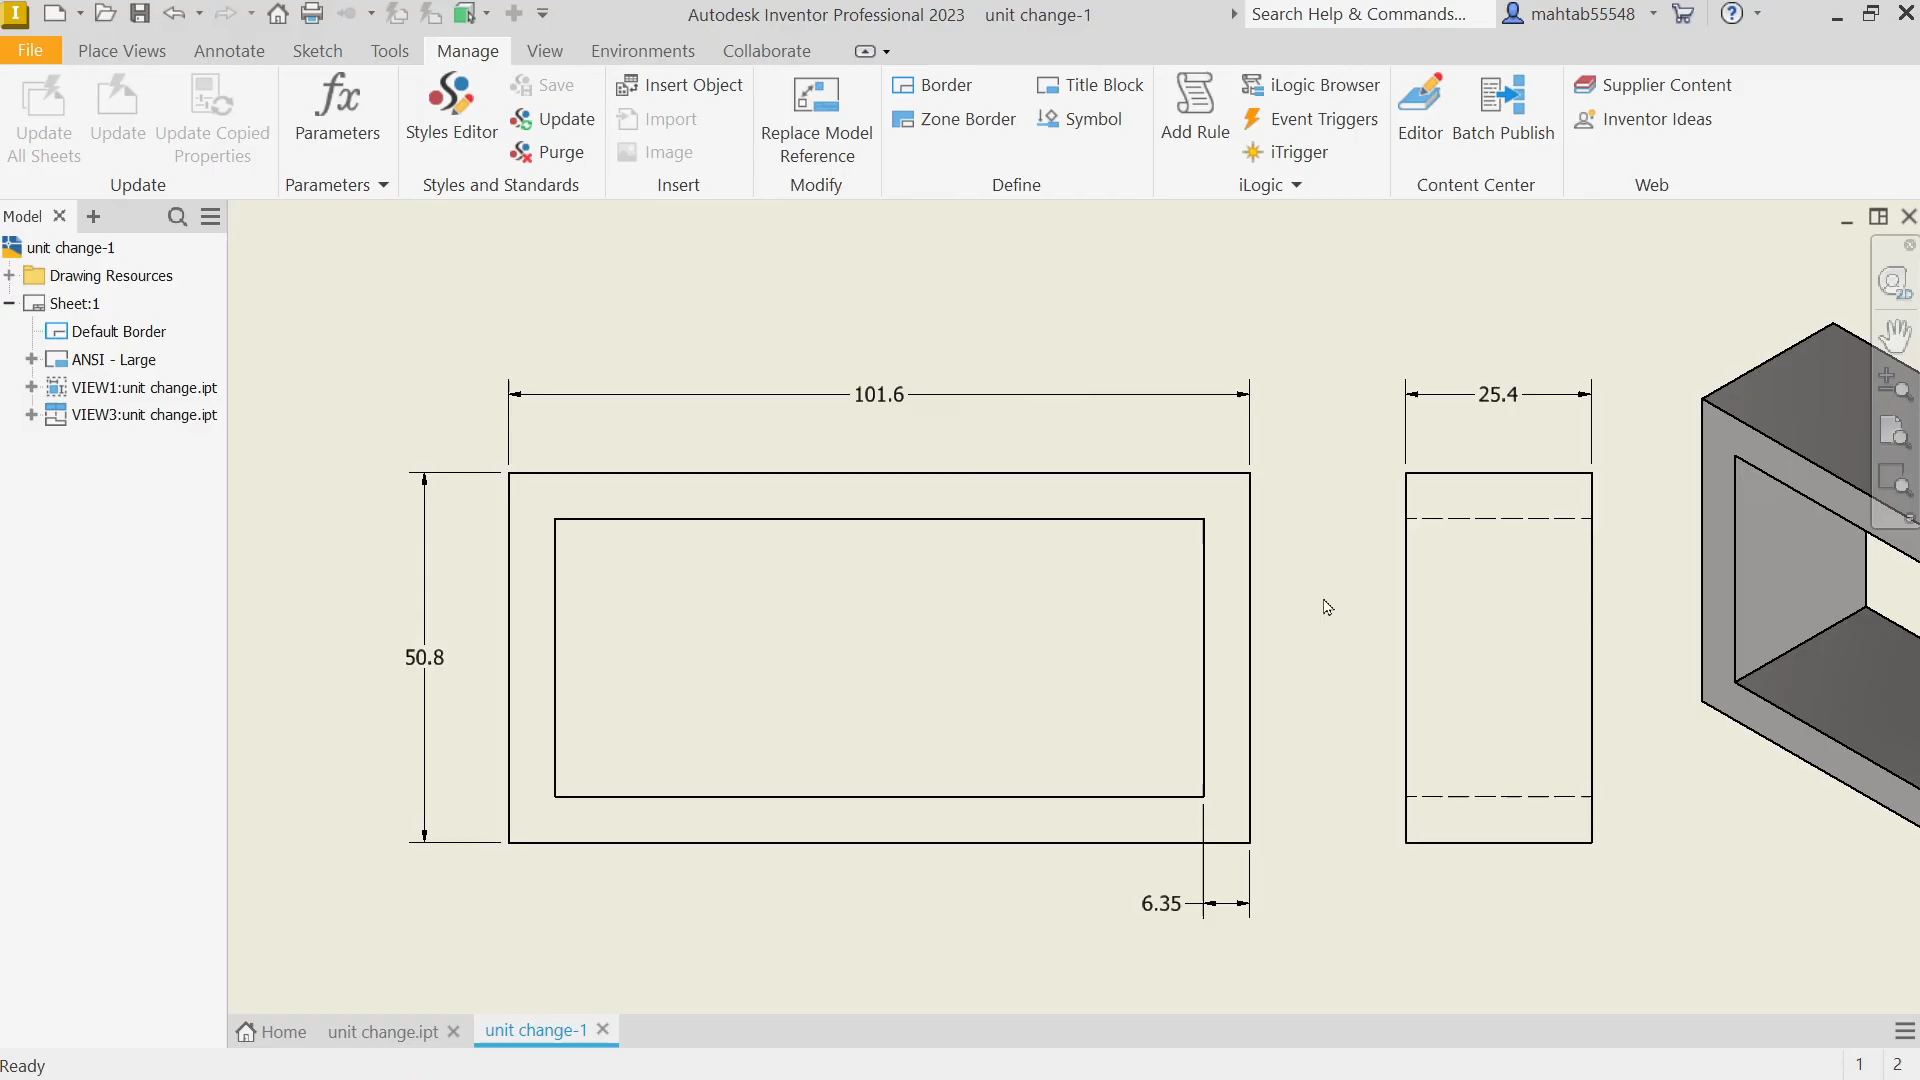 I Autodesk Inventor Professional 2023 unit change-1 Search Help & Commands... mahtab55548
File Place Views Annotate Sketch Tools Manage View Environments Collaborate
Update All Sheets
Update
Update Copied Properties
Update
fx
Parameters
Parameters
Styles Editor
Save
Update
Purge
Styles and Standards
Insert Object
Import
Image
Insert
Replace Model Reference
Modify
Border
Zone Border
Title Block
Symbol
Define
Add Rule
iLogic Browser
Event Triggers
iTrigger
iLogic
Editor
Batch Publish
Content Center
Supplier Content
Inventor Ideas
Web
Model
unit change-1
Drawing Resources
Sheet:1
Default Border
ANSI - Large
VIEW1:unit change.ipt
VIEW3:unit change.ipt
2D
101.6
25.4
50.8
6.35
Home unit change.ipt unit change-1
Ready 1 2